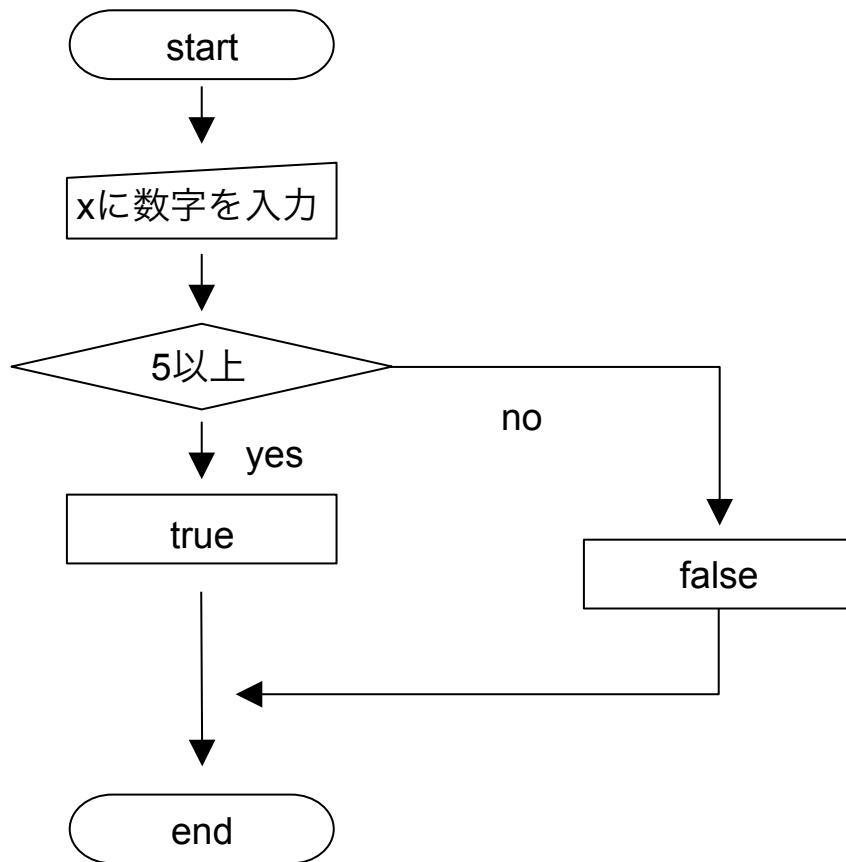 start
xに数字を入力
5以上
no
yes
true
false
end